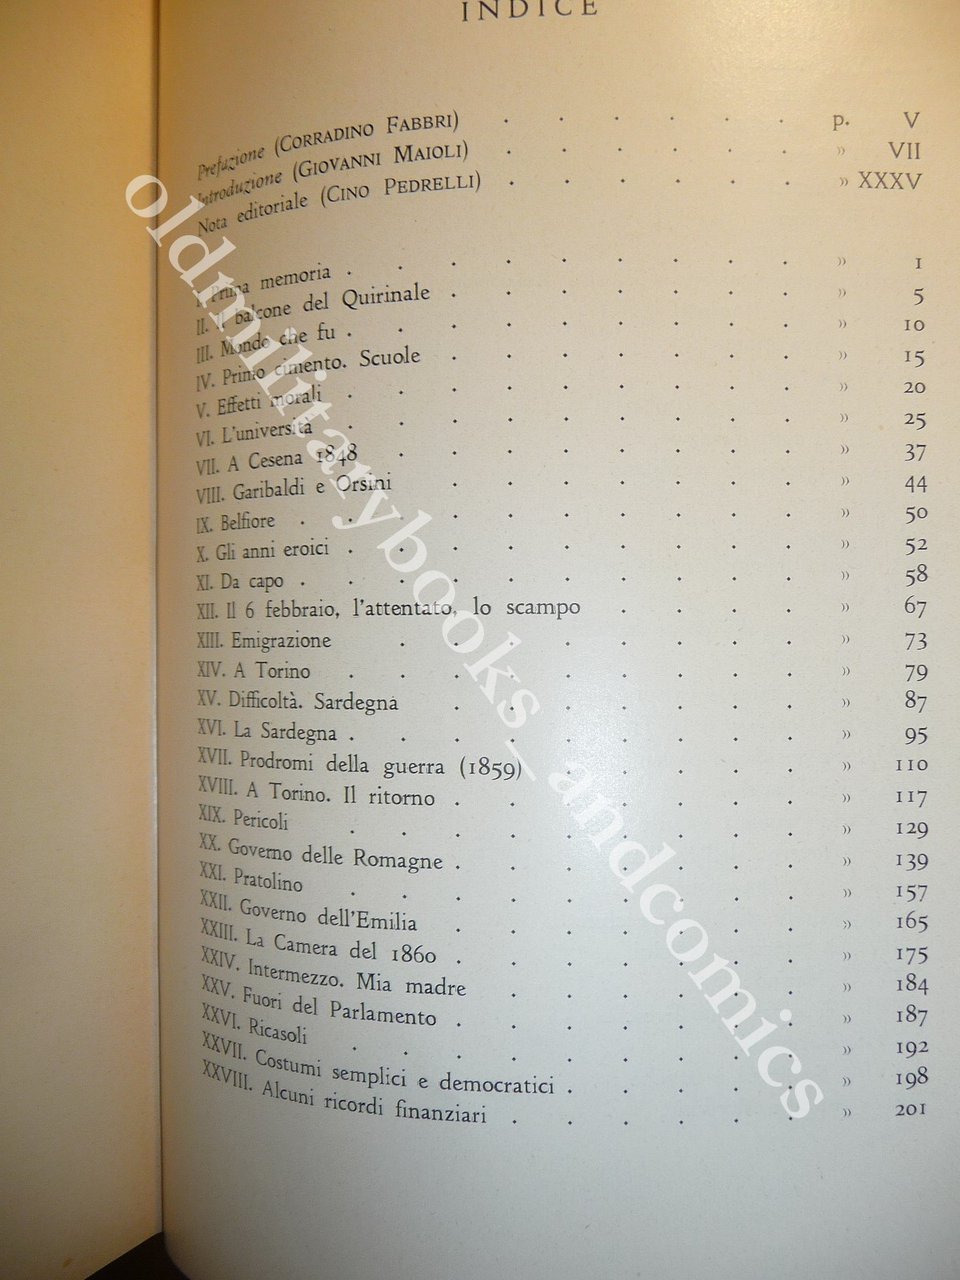 INDICE
Prefazione (CORRADINO FABBRI) . . . . . . p. V
Introduzione (GIOVANNI MAIOLI) . . . . . . » VII
Nota editoriale (CINO PEDRELLI) . . . . . . » XXXV
I. Prima memoria . . . . . . . . . » 1
II. Il balcone del Quirinale . . . . . . . » 5
III. Mondo che fu . . . . . . . . . » 10
IV. Primo cimento. Scuole . . . . . . . » 15
V. Effetti morali . . . . . . . . . » 20
VI. L'università . . . . . . . . . » 25
VII. A Cesena 1848 . . . . . . . . » 37
VIII. Garibaldi e Orsini . . . . . . . » 44
IX. Belfiore . . . . . . . . . . » 50
X. Gli anni eroici . . . . . . . . . » 52
XI. Da capo . . . . . . . . . . » 58
XII. Il 6 febbraio, l'attentato, lo scampo . . . . » 67
XIII. Emigrazione . . . . . . . . » 73
XIV. A Torino . . . . . . . . . » 79
XV. Difficoltà. Sardegna . . . . . . . » 87
XVI. La Sardegna . . . . . . . . . » 95
XVII. Prodromi della guerra (1859) . . . . . » 110
XVIII. A Torino. Il ritorno . . . . . . . » 117
XIX. Pericoli . . . . . . . . . » 129
XX. Governo delle Romagne . . . . . . . » 139
XXI. Pratolino . . . . . . . . . » 157
XXII. Governo dell'Emilia . . . . . . . » 165
XXIII. La Camera del 1860 . . . . . . . » 175
XXIV. Intermezzo. Mia madre . . . . . . » 184
XXV. Fuori del Parlamento . . . . . . . » 187
XXVI. Ricasoli . . . . . . . . . » 192
XXVII. Costumi semplici e democratici . . . . . » 198
XXVIII. Alcuni ricordi finanziari . . . . . . » 201
oldmilitarybooks_andcomics